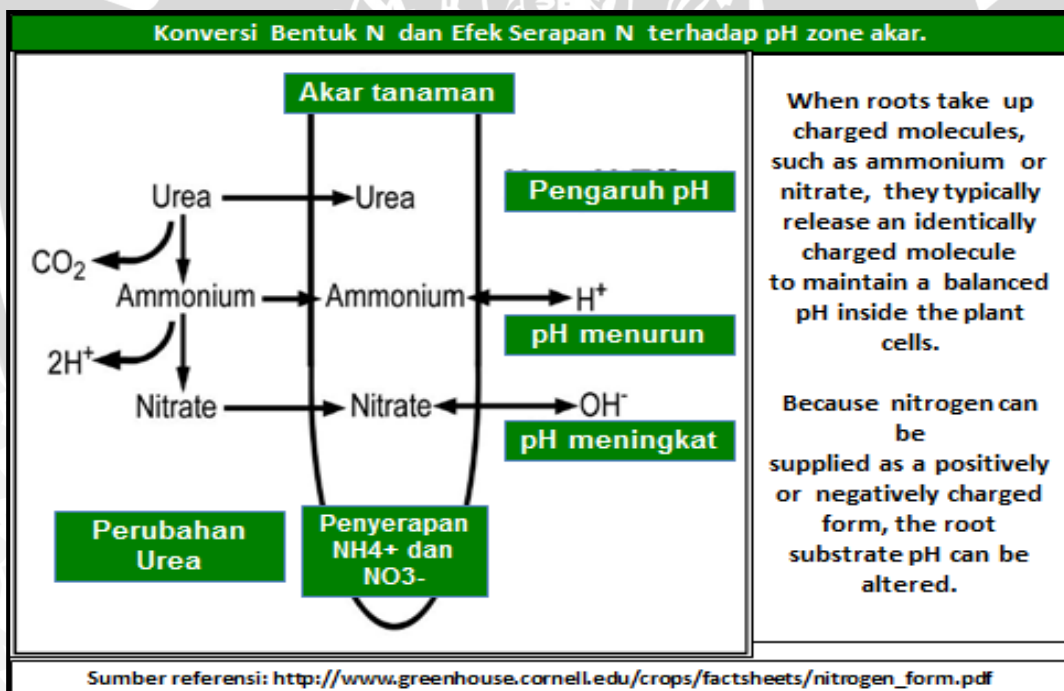 Konversi Bentuk N dan Efek Serapan N terhadap pH zone akar.
Akar tanaman
Pengaruh pH
Urea
Urea
CO₂
Ammonium
Ammonium
H⁺
pH menurun
2H⁺
Nitrate
Nitrate
OH⁻
pH meningkat
Perubahan
Urea
Penyerapan
NH4+ dan
NO3-
When roots take up
charged molecules,
such as ammonium or
nitrate, they typically
release an identically
charged molecule
to maintain a balanced
pH inside the plant
cells.
Because nitrogen can
be
supplied as a positively
or negatively charged
form, the root
substrate pH can be
altered.
Sumber referensi: http://www.greenhouse.cornell.edu/crops/factsheets/nitrogen_form.pdf